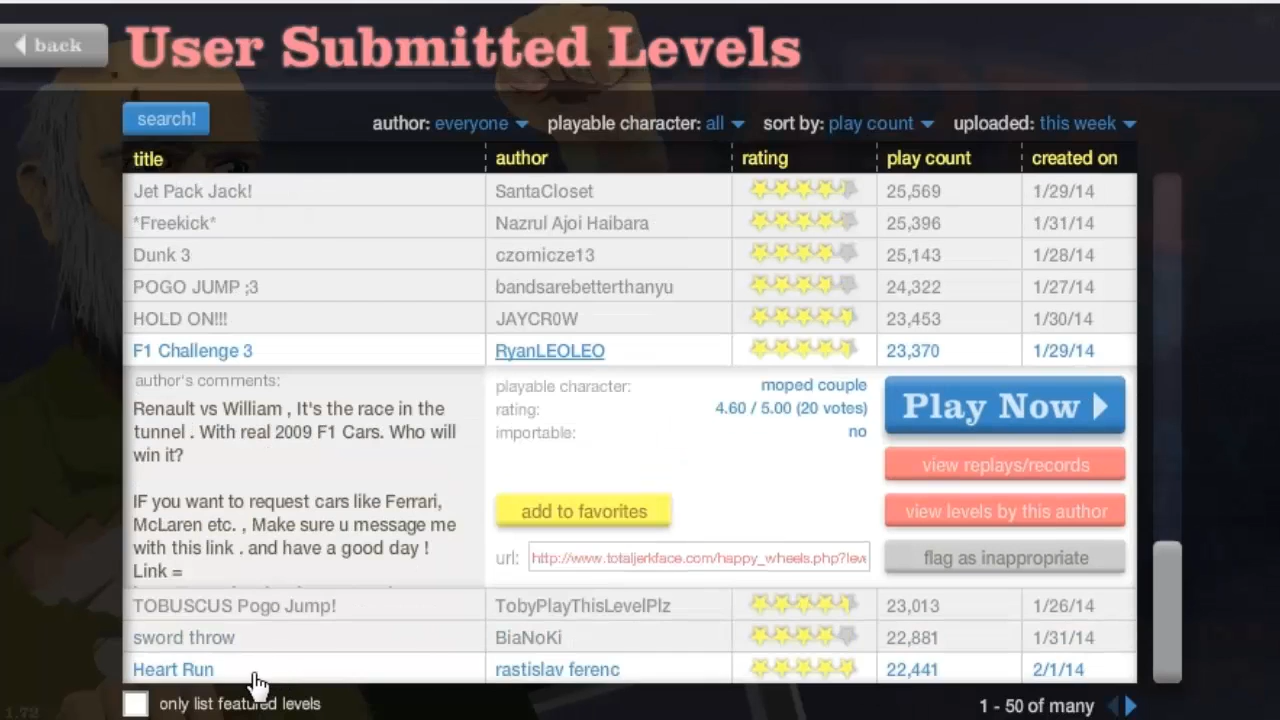 back
User Submitted Levels
search!
author: everyone playable character: all sort by: play count uploaded: this week
title author rating play count created on
Jet Pack Jack! SantaCloset 25,569 1/29/14
*Freekick* Nazrul Ajoi Haibara 25,396 1/31/14
Dunk 3 czomicze13 25,143 1/28/14
POGO JUMP ;3 bandsarebetterthanyu 24,322 1/27/14
HOLD ON!!! JAYCR0W 23,453 1/30/14
F1 Challenge 3 RyanLEOLEO 23,370 1/29/14
author's comments:
Renault vs William , It's the race in the
tunnel . With real 2009 F1 Cars. Who will
win it?
IF you want to request cars like Ferrari,
McLaren etc. , Make sure u message me
with this link . and have a good day !
Link =
playable character: moped couple
rating: 4.60 / 5.00 (20 votes)
importable: no
add to favorites
url: http://www.totaljerkface.com/happy_wheels.php?leve
Play Now
view replays/records
view levels by this author
flag as inappropriate
TOBUSCUS Pogo Jump! TobyPlayThisLevelPlz 23,013 1/26/14
sword throw BiaNoKi 22,881 1/31/14
Heart Run rastislav ferenc 22,441 2/1/14
only list featured levels
1 - 50 of many
1.72